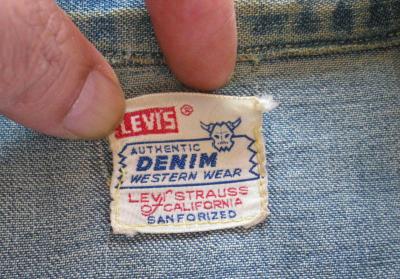 LEVI'S ®
AUTHENTIC
DENIM
WESTERN WEAR
LEVI STRAUSS
OF CALIFORNIA
SANFORIZED